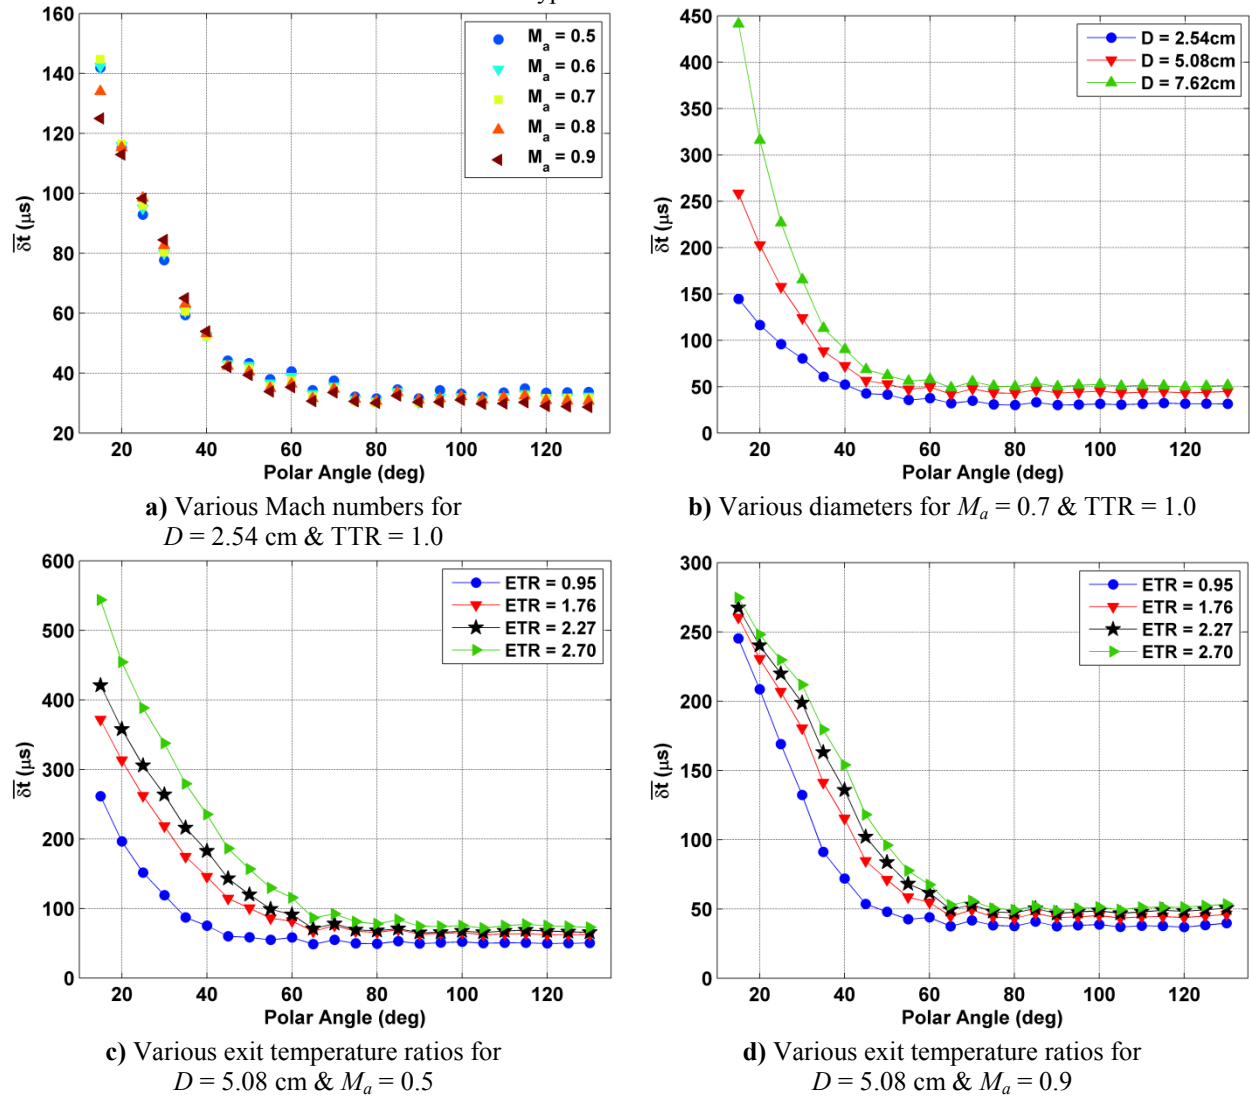 160
140
120
100
80
60
40
20
δt (μs)
20 40 60 80 100 120
Polar Angle (deg)
M_a = 0.5
M_a = 0.6
M_a = 0.7
M_a = 0.8
M_a = 0.9
a) Various Mach numbers for
D = 2.54 cm & TTR = 1.0
450
400
350
300
250
200
150
100
50
0
δt (μs)
20 40 60 80 100 120
Polar Angle (deg)
D = 2.54cm
D = 5.08cm
D = 7.62cm
b) Various diameters for M_a = 0.7 & TTR = 1.0
600
500
400
300
200
100
0
δt (μs)
20 40 60 80 100 120
Polar Angle (deg)
ETR = 0.95
ETR = 1.76
ETR = 2.27
ETR = 2.70
c) Various exit temperature ratios for
D = 5.08 cm & M_a = 0.5
300
250
200
150
100
50
0
δt (μs)
20 40 60 80 100 120
Polar Angle (deg)
ETR = 0.95
ETR = 1.76
ETR = 2.27
ETR = 2.70
d) Various exit temperature ratios for
D = 5.08 cm & M_a = 0.9